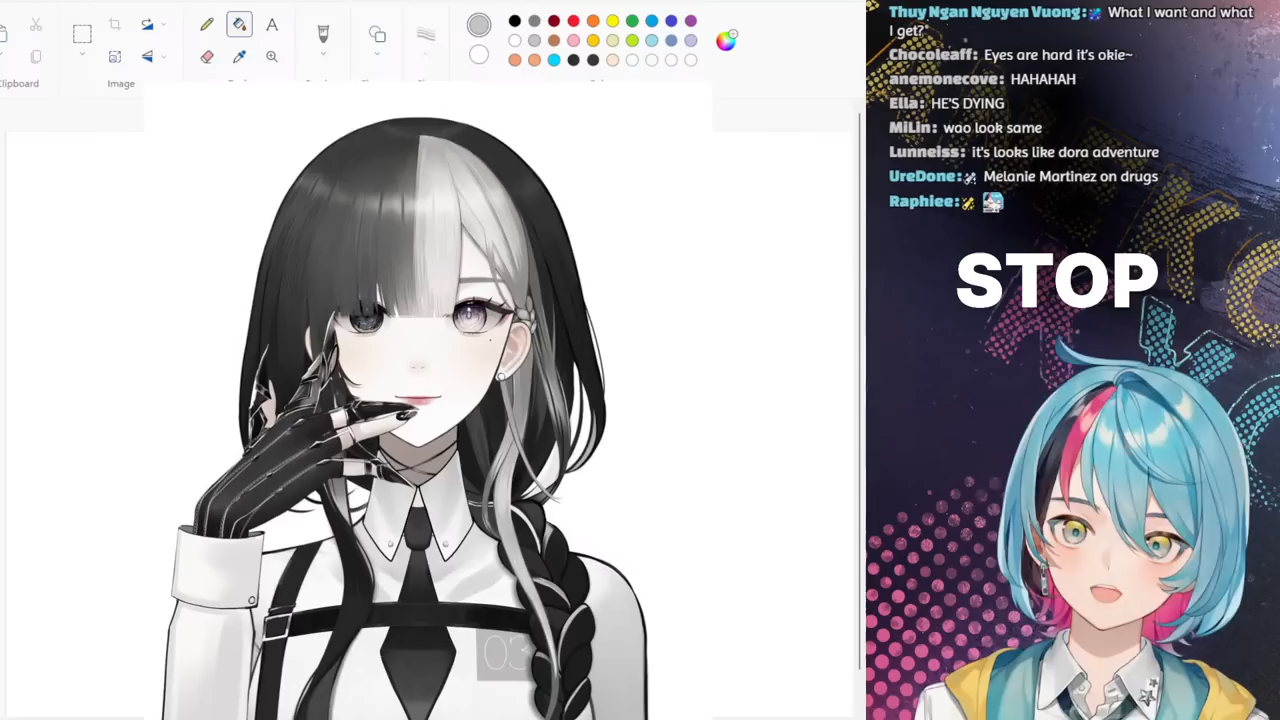 Clipboard
Image
A
03
Thuy Ngan Nguyen Vuong: What I want and what
I get?
Chocoleaff: Eyes are hard it's okie~
anemonecove: HAHAHAH
Ella: HE'S DYING
MiLin: wao look same
Lunneiss: it's looks like dora adventure
UreDone: Melanie Martinez on drugs
Raphiee:
STOP